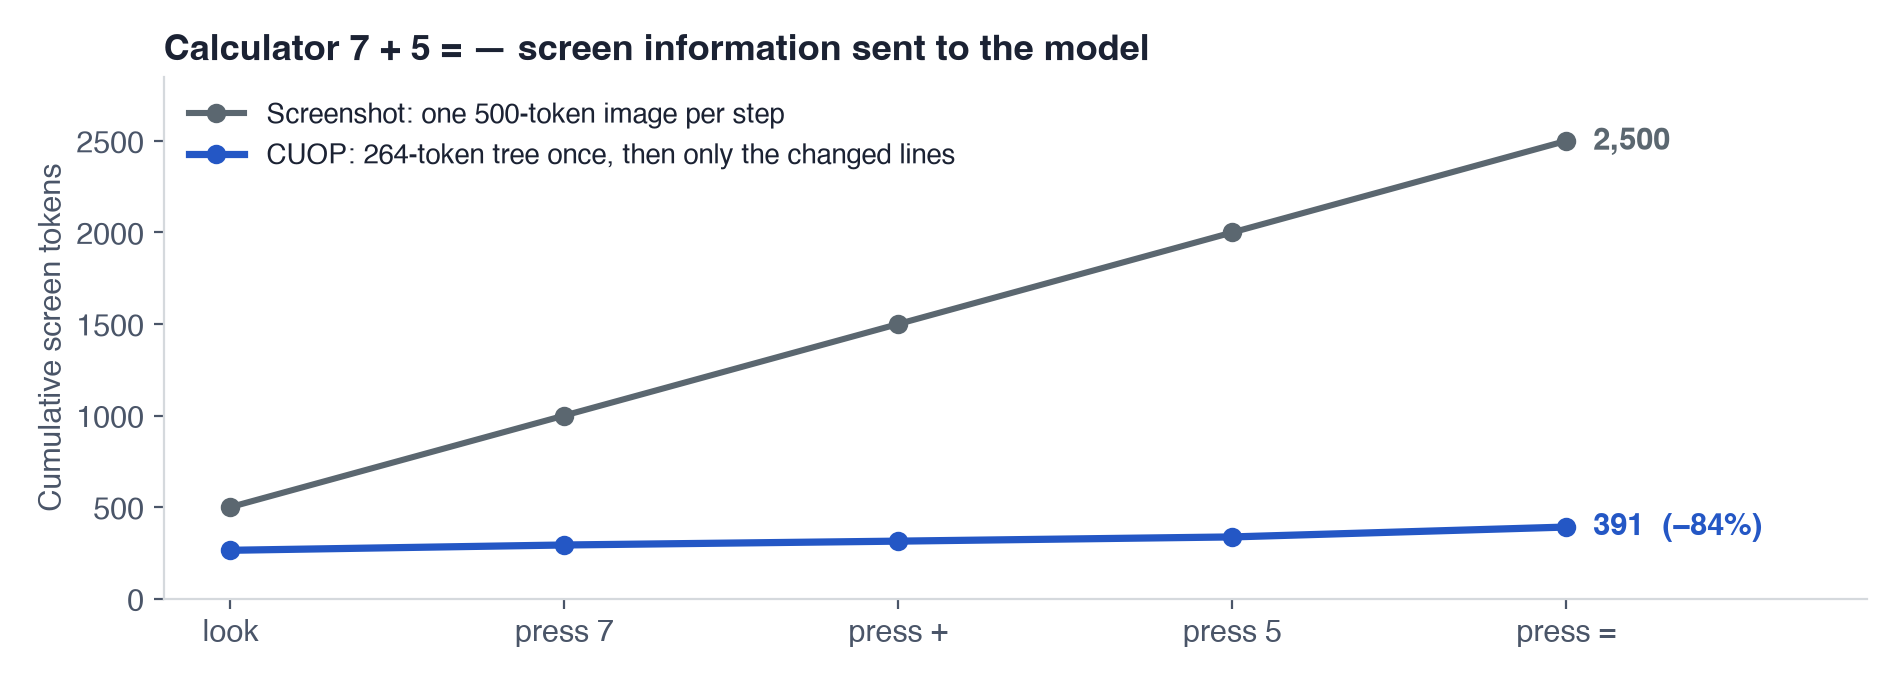 Calculator 7 + 5 = — screen information sent to the model
Screenshot: one 500-token image per step
CUOP: 264-token tree once, then only the changed lines
Cumulative screen tokens
2500
2000
1500
1000
500
0
2,500
391 (–84%)
look
press 7
press +
press 5
press =